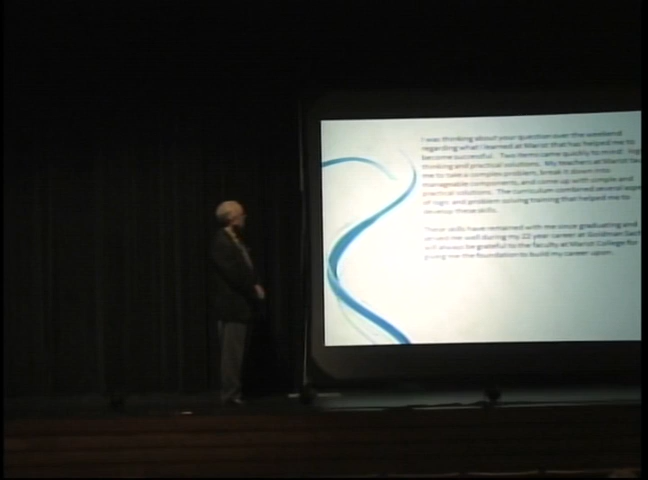 I was thinking about your question over the weekend
regarding what I learned at Marist that has helped me to
become successful. Two items came quickly to mind:
thinking and practical solutions. My teachers at Marist
me to take a complex problem, break it down into
manageable components, and come up with simple and
practical solutions. The curriculum combined several
of and problem solving training that helped me to
develop these skills.
These skills have remained with me since graduating and
served me well during my 22 year career at Goldman
will always be grateful to the faculty at Marist College for
giving me the foundation to build my career upon.